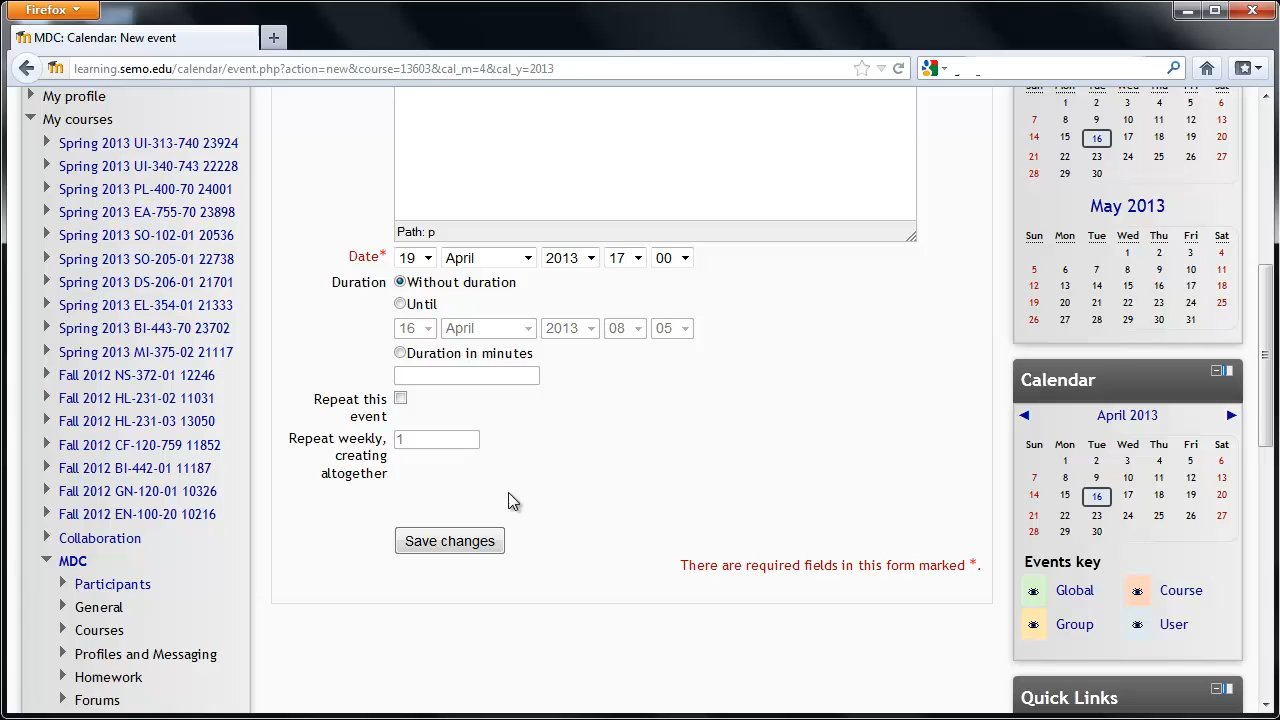 Firefox
MDC: Calendar: New event
learning.semo.edu/calendar/event.php?action=new&course=13603&cal_m=4&cal_y=2013
My profile
My courses
Spring 2013 UI-313-740 23924
Spring 2013 UI-340-743 22228
Spring 2013 PL-400-70 24001
Spring 2013 EA-755-70 23898
Spring 2013 SO-102-01 20536
Spring 2013 SO-205-01 22738
Spring 2013 DS-206-01 21701
Spring 2013 EL-354-01 21333
Spring 2013 BI-443-70 23702
Spring 2013 MI-375-02 21117
Fall 2012 NS-372-01 12246
Fall 2012 HL-231-02 11031
Fall 2012 HL-231-03 13050
Fall 2012 CF-120-759 11852
Fall 2012 BI-442-01 11187
Fall 2012 GN-120-01 10326
Fall 2012 EN-100-20 10216
Collaboration
MDC
Participants
General
Courses
Profiles and Messaging
Homework
Forums
Path: p
Date* 19 April 2013 17 00
Duration Without duration
Until
16 April 2013 08 05
Duration in minutes
Repeat this
event
Repeat weekly, 1
creating
altogether
Save changes
There are required fields in this form marked *.
Sun Mon Tue Wed Thu Fri Sat
1 2 3 4 5 6
7 8 9 10 11 12 13
14 15 16 17 18 19 20
21 22 23 24 25 26 27
28 29 30
May 2013
Sun Mon Tue Wed Thu Fri Sat
1 2 3 4
5 6 7 8 9 10 11
12 13 14 15 16 17 18
19 20 21 22 23 24 25
26 27 28 29 30 31
Calendar
April 2013
Sun Mon Tue Wed Thu Fri Sat
1 2 3 4 5 6
7 8 9 10 11 12 13
14 15 16 17 18 19 20
21 22 23 24 25 26 27
28 29 30
Events key
Global Course
Group User
Quick Links